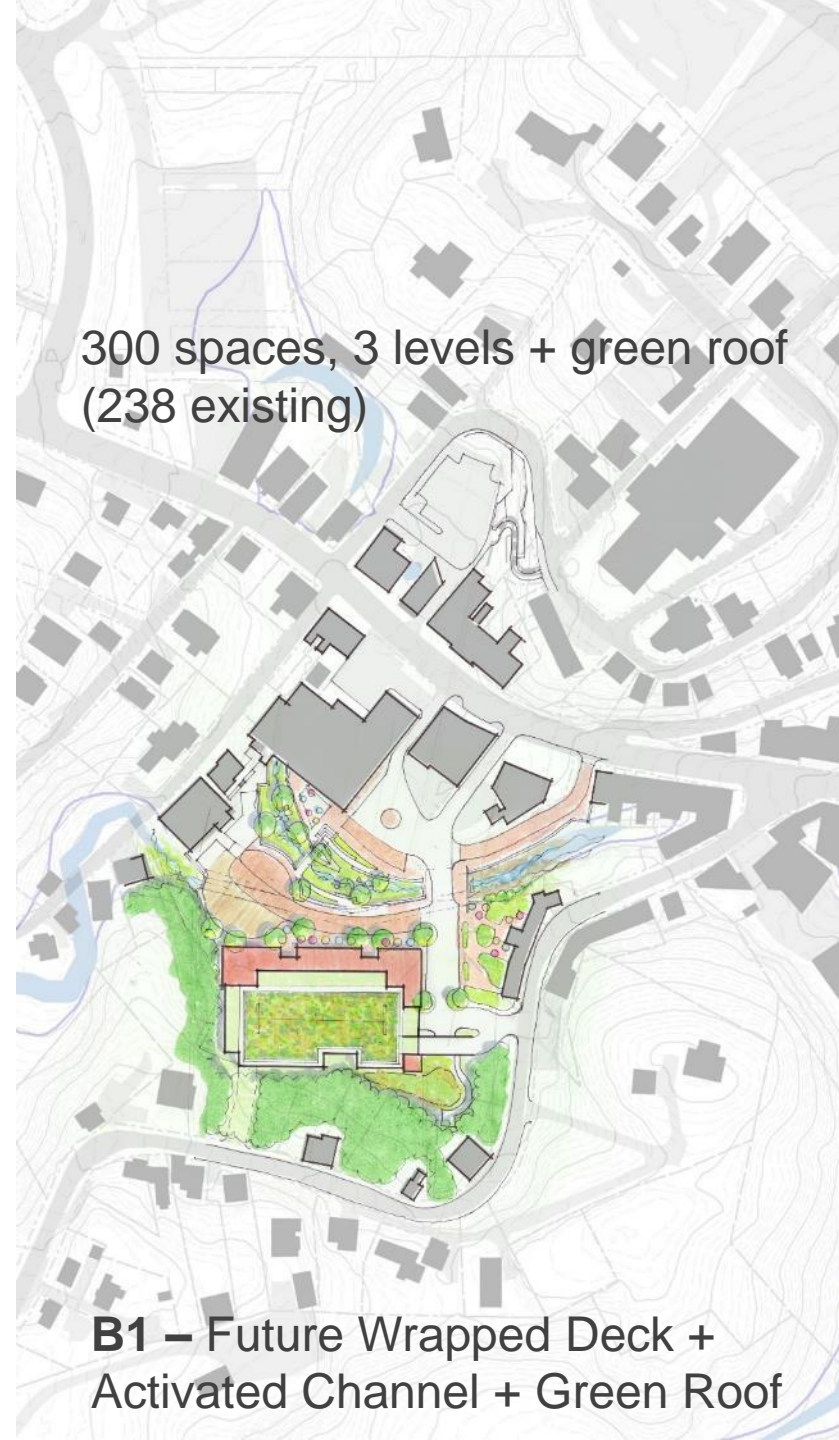 300 spaces, 3 levels + green roof
(238 existing)
B1 – Future Wrapped Deck +
Activated Channel + Green Roof